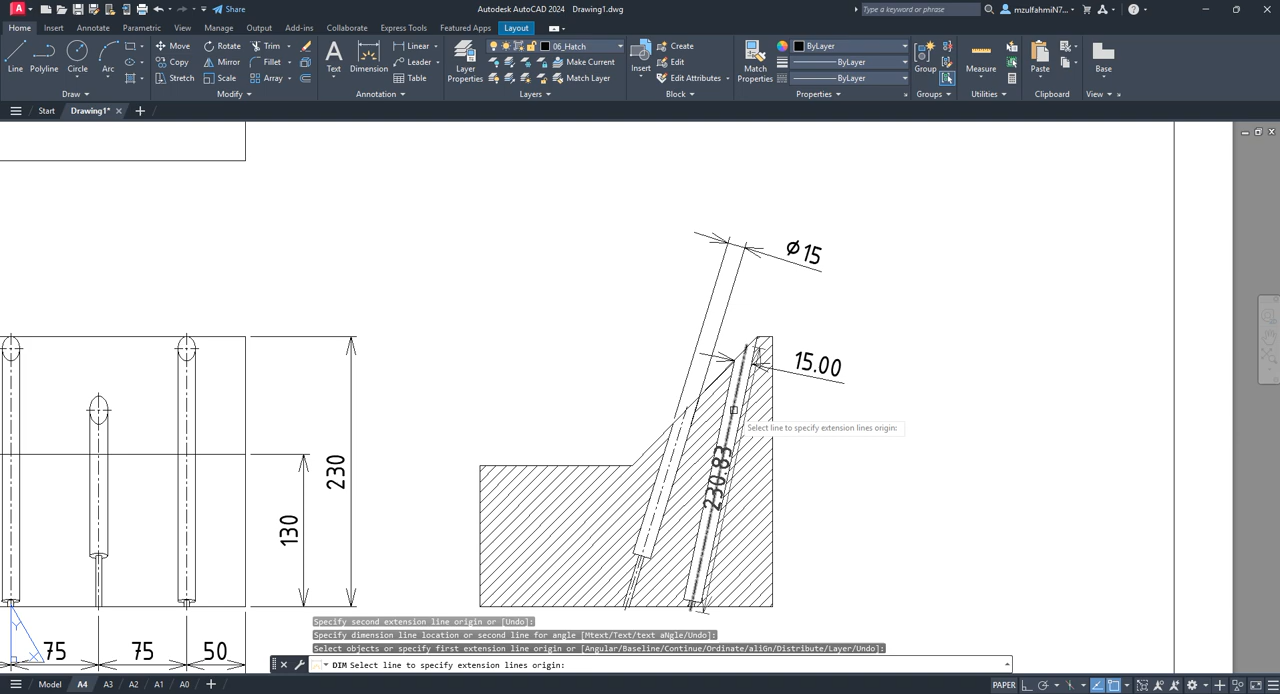 Share
Autodesk AutoCAD 2024 Drawing1.dwg
Type a keyword or phrase
mzulfahmiN7...
Home Insert Annotate Parametric View Manage Output Collaborate Express Tools Featured Apps Layout
Line Polyline Circle Arc
Move Rotate Trim
Copy Mirror Fillet
Stretch Scale Array
Text Dimension
Linear
Leader
Table
Layer Properties
06_Hatch
Make Current
Match Layer
Insert
Create
Edit
Edit Attributes
Match Properties
ByLayer
ByLayer
ByLayer
Group
Measure
Paste
Base
Draw Modify Annotation Layers Block Properties Groups Utilities Clipboard View
Start Drawing1*
Ø15
15.00
Select line to specify extension lines origin:
230.83
230
130
75 75 50
Y
X
Specify second extension line origin or [Undo]:
Specify dimension line location or second line for angle [Mtext/Text/text aNgle/Undo]:
Select objects or specify first extension line origin or [Angular/Baseline/Continue/Ordinate/aliGn/Distribute/Layer/Undo]:
DIM Select line to specify extension lines origin:
Model A4 A3 A2 A1 A0
PAPER